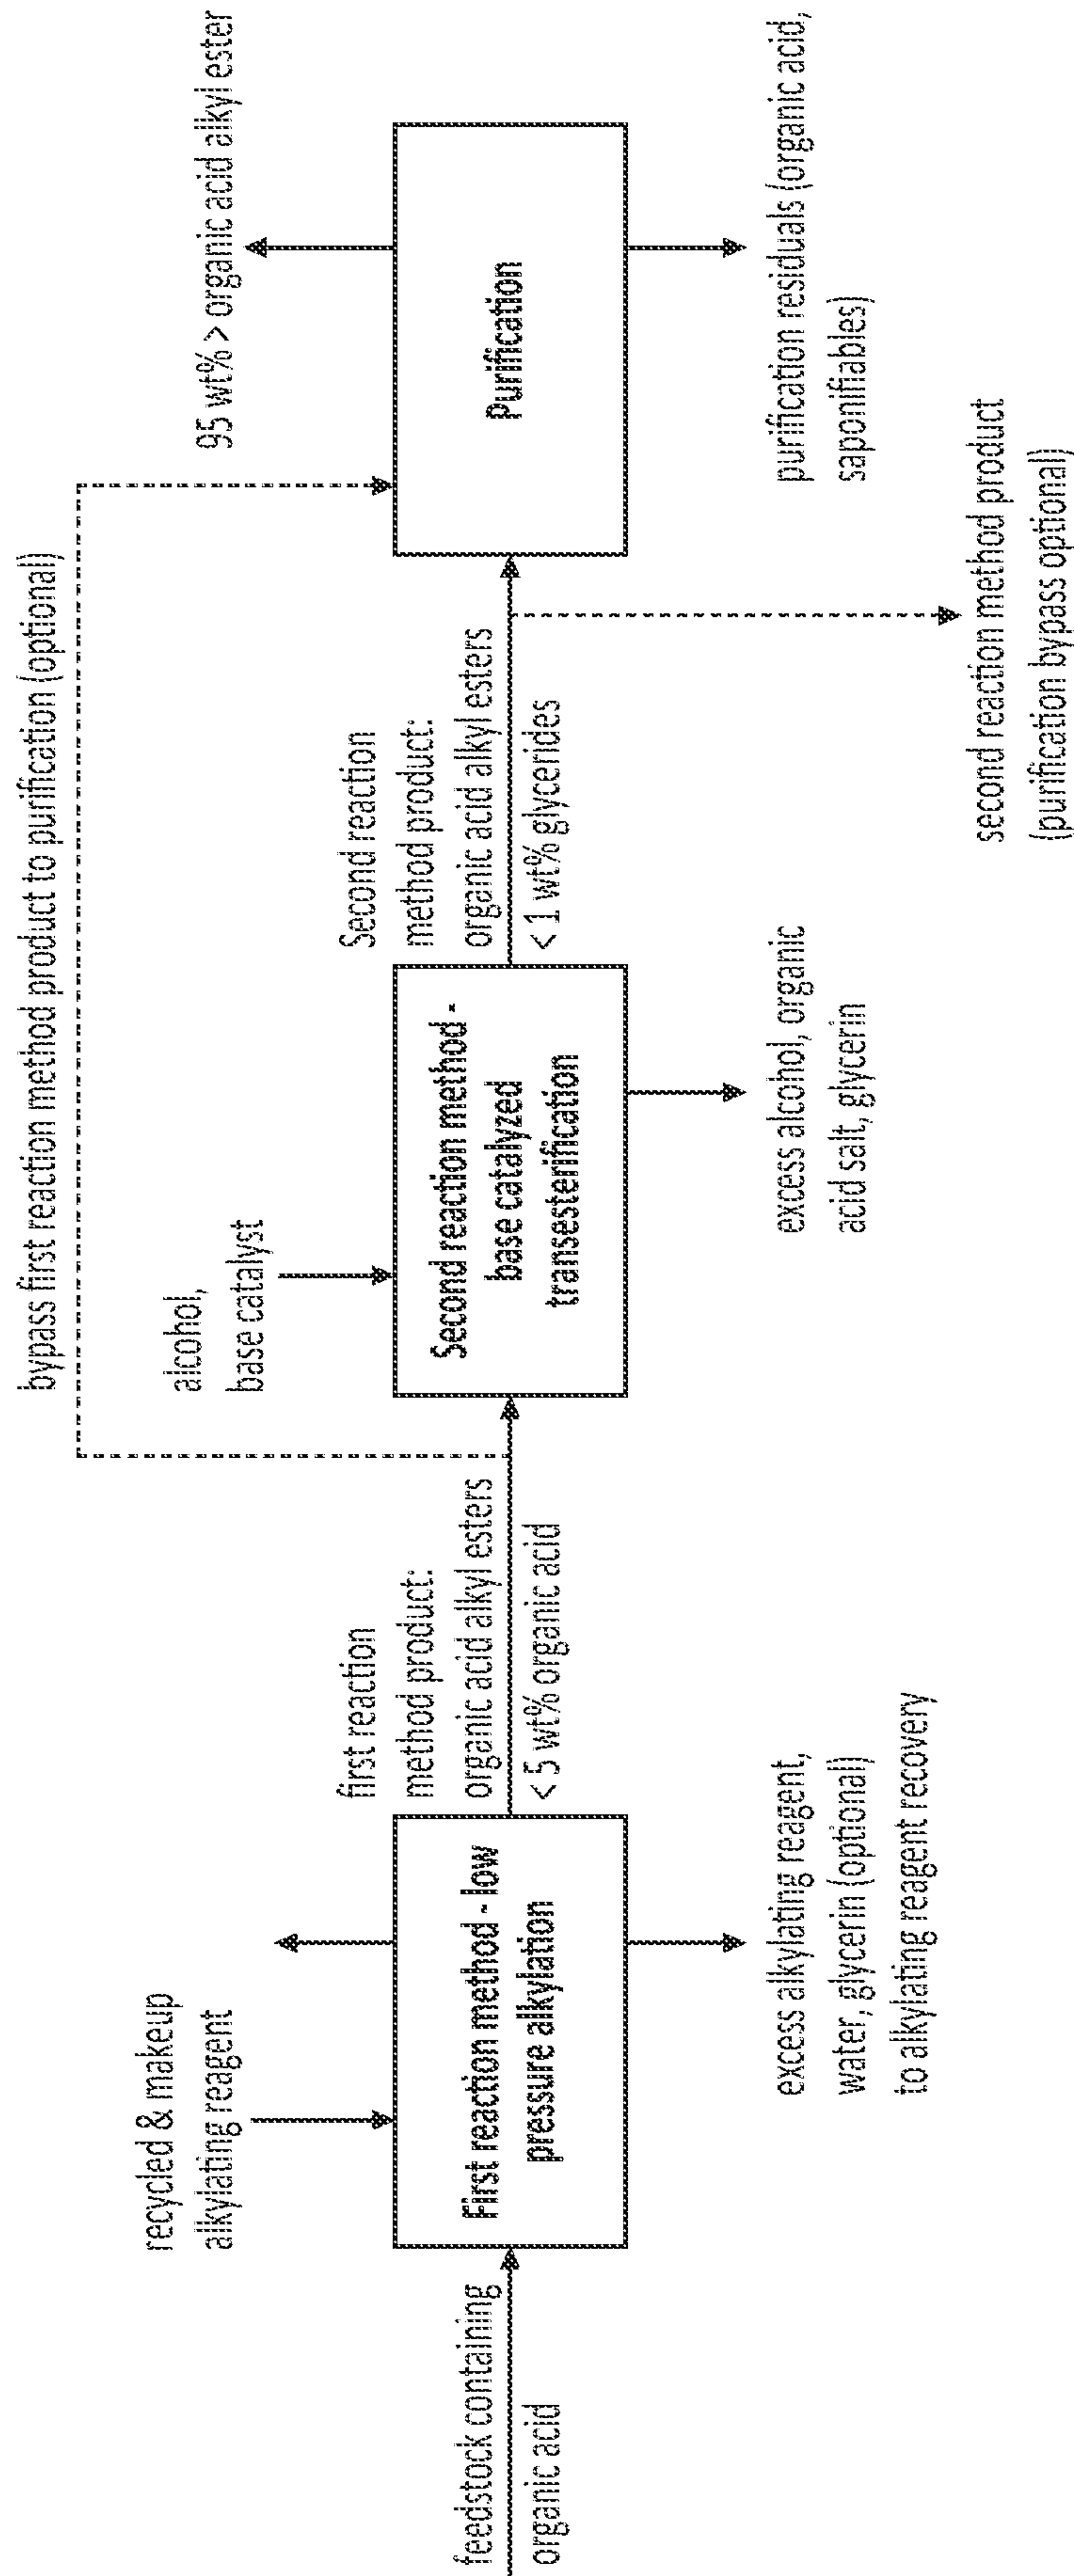 bypass first reaction method product to purification (optional)
feedstock containing
organic acid
recycled & makeup
alkylating reagent
First reaction method - low
pressure alkylation
excess alkylating reagent,
water, glycerin (optional)
to alkylating reagent recovery
first reaction
method product:
organic acid alkyl esters
< 5 wt% organic acid
alcohol,
base catalyst
Second reaction method -
base catalyzed
transesterification
excess alcohol, organic
acid salt, glycerin
Second reaction
method product:
organic acid alkyl esters
< 1 wt% glycerides
second reaction method product
(purification bypass optional)
95 wt% > organic acid alkyl ester
Purification
purification residuals (organic acid,
saponifiables)